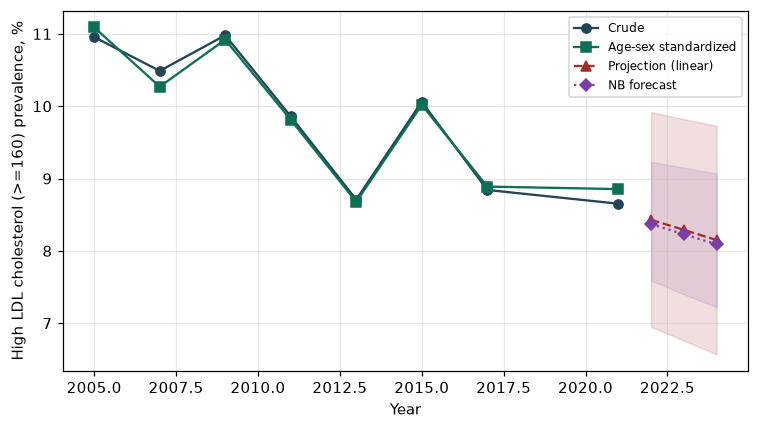 High LDL cholesterol (>=160) prevalence, %
11
10
9
8
7
Crude
Age-sex standardized
Projection (linear)
NB forecast
2005.0 2007.5 2010.0 2012.5 2015.0 2017.5 2020.0 2022.5
Year